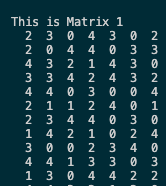 This is Matrix 1
2 3 0 4 3 0 2
2 0 4 4 0 3 3
4 3 2 1 4 3 0
3 3 4 2 4 3 2
4 4 0 3 0 0 4
2 1 1 2 4 0 1
2 3 4 4 0 3 0
1 4 2 1 0 2 4
3 0 0 2 3 4 0
4 4 1 3 3 0 3
1 3 0 4 4 2 2